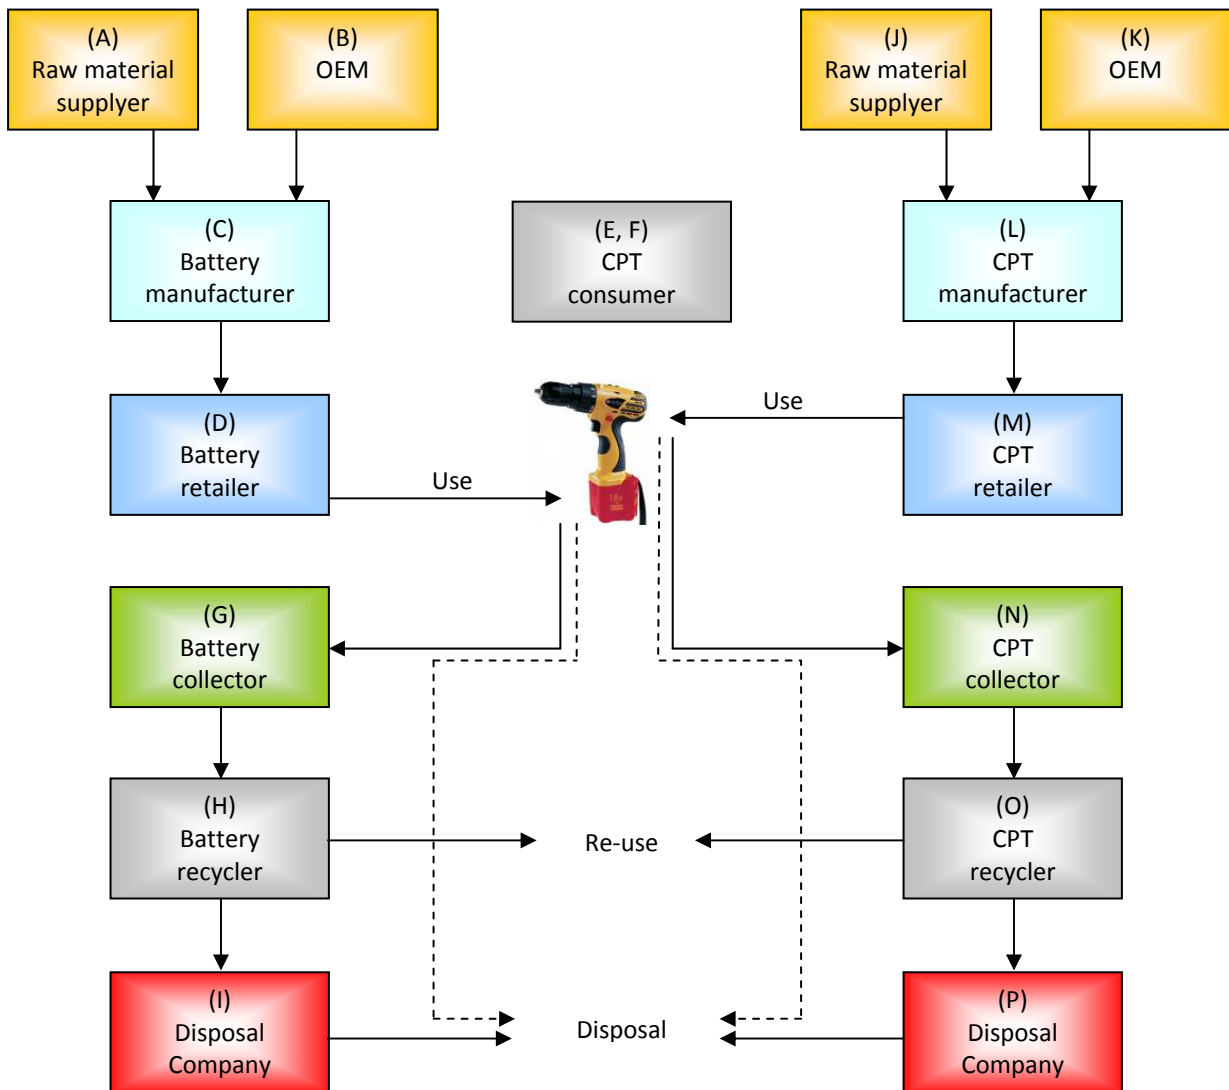 (A)
Raw material
supplyer
(B)
OEM
(J)
Raw material
supplyer
(K)
OEM
(C)
Battery
manufacturer
(E, F)
CPT
consumer
(L)
CPT
manufacturer
(D)
Battery
retailer
Use
Use
(M)
CPT
retailer
18v
(G)
Battery
collector
(N)
CPT
collector
(H)
Battery
recycler
Re-use
(O)
CPT
recycler
(I)
Disposal
Company
Disposal
(P)
Disposal
Company